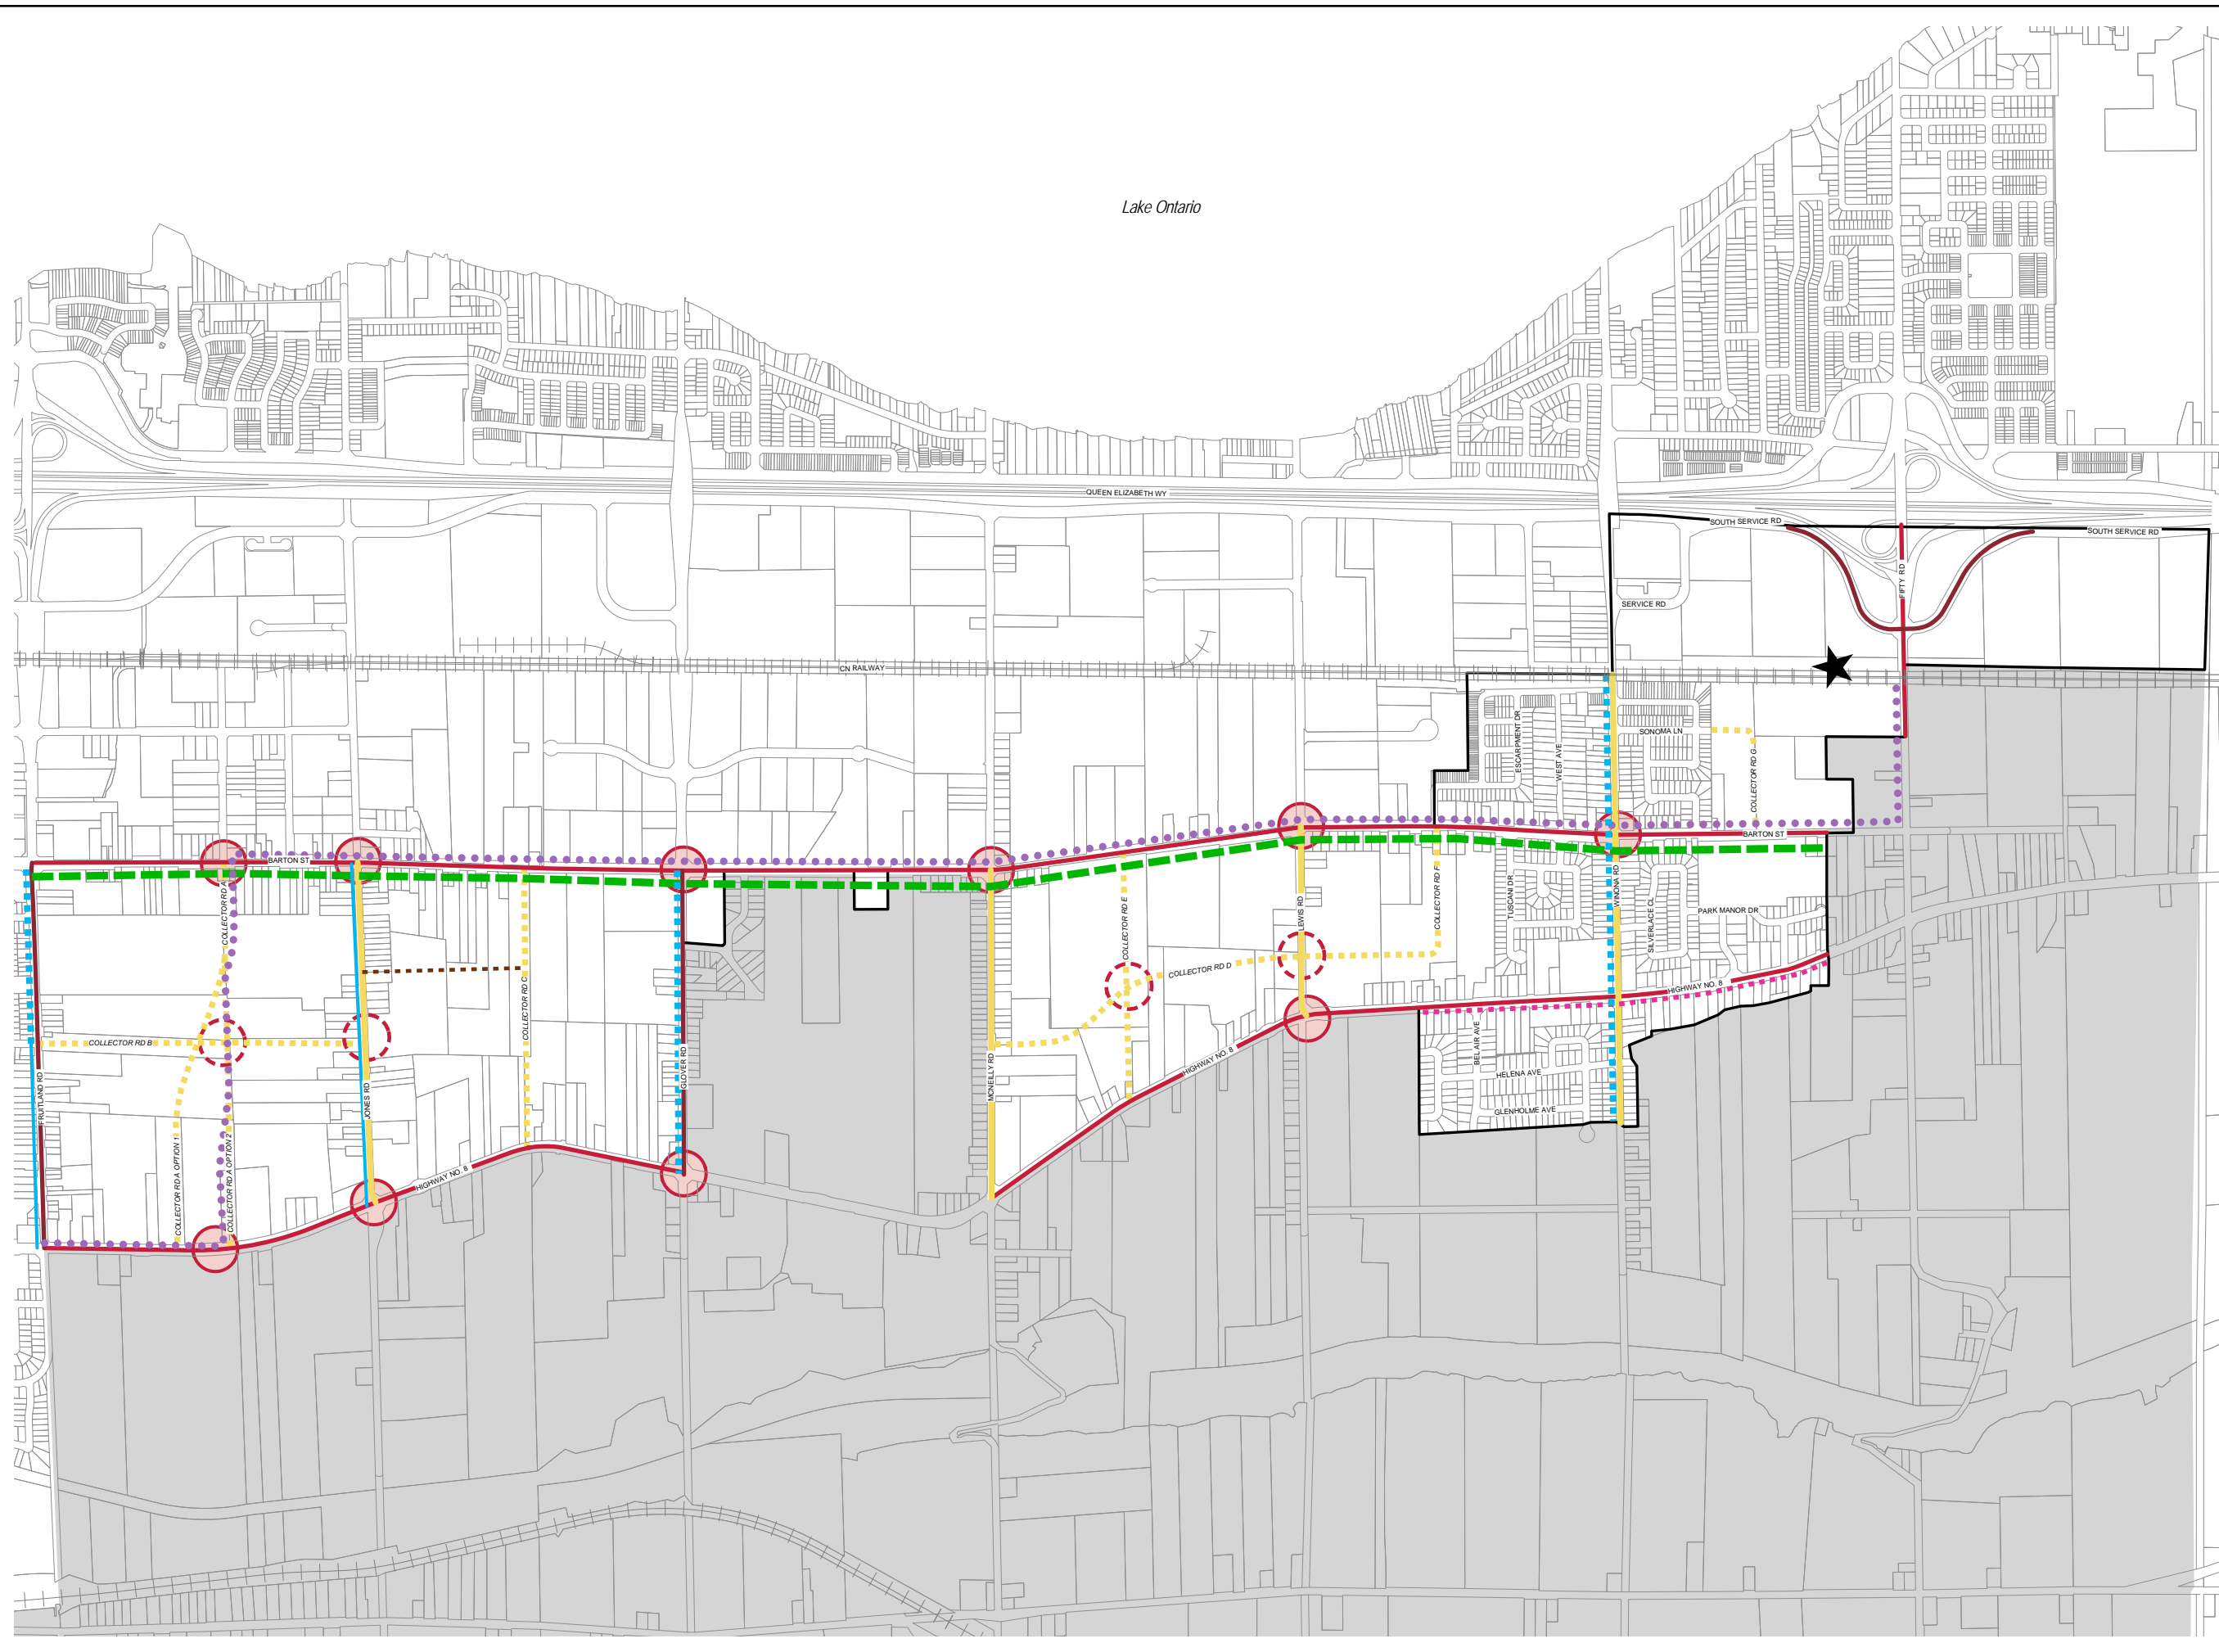 Lake Ontario
QUEEN ELIZABETH WY
SOUTH SERVICE RD
SOUTH SERVICE RD
FIFTY RD
SERVICE RD
CN RAILWAY
ESCARPMENT DR
WEST AVE
SONOMA LN
COLLECTOR RD G
BARTON ST
BARTON ST
COLLECTOR RD A
COLLECTOR RD E
LEWIS RD
COLLECTOR RD F
TUSCANI DR
WINONA RD
SILVERLACE CL
PARK MANOR DR
COLLECTOR RD D
HIGHWAY NO. 8
COLLECTOR RD C
COLLECTOR RD B
FRUITLAND RD
JONES RD
GLOVER RD
MCNEILLY RD
HIGHWAY NO. 8
BEL AIR AVE
HELENA AVE
GLENHOLME AVE
COLLECTOR RD A OPTION 1
COLLECTOR RD A OPTION 2
HIGHWAY NO. 8